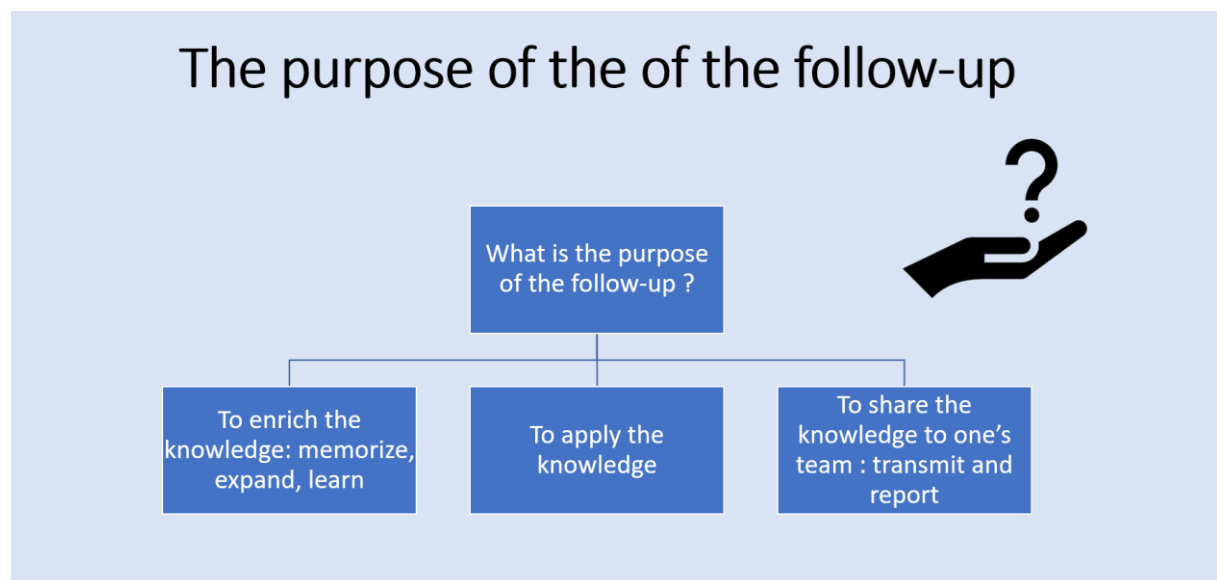 The purpose of the of the follow-up
?
What is the purpose
of the follow-up ?
To enrich the
knowledge: memorize,
expand, learn
To apply the
knowledge
To share the
knowledge to one’s
team : transmit and
report